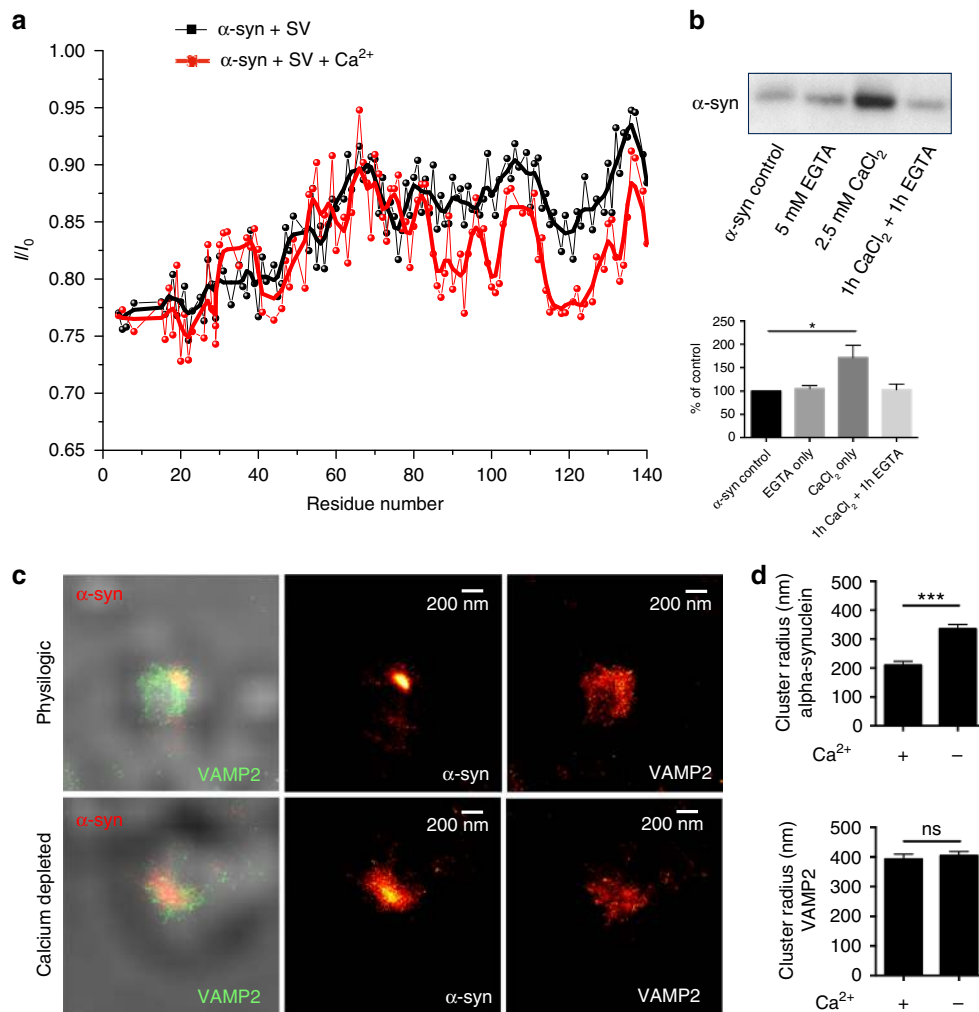 a
α-syn + SV
α-syn + SV + Ca²⁺
1.00
0.95
0.90
0.85
0.80
0.75
0.70
0.65
I/I₀
0 20 40 60 80 100 120 140
Residue number
b
α-syn
α-syn control
5 mM EGTA
2.5 mM CaCl₂
1h CaCl₂ + 1h EGTA
*
250
200
150
100
50
0
% of control
α-syn control
EGTA only
CaCl₂ only
1h CaCl₂ + 1h EGTA
c
Physilogic
α-syn
VAMP2
200 nm
α-syn
200 nm
VAMP2
Calcium depleted
α-syn
VAMP2
200 nm
α-syn
200 nm
VAMP2
d
Cluster radius (nm)
alpha-synuclein
500
400
300
200
100
0
***
Ca²⁺ + −
Cluster radius (nm)
VAMP2
500
400
300
200
100
0
ns
Ca²⁺ + −